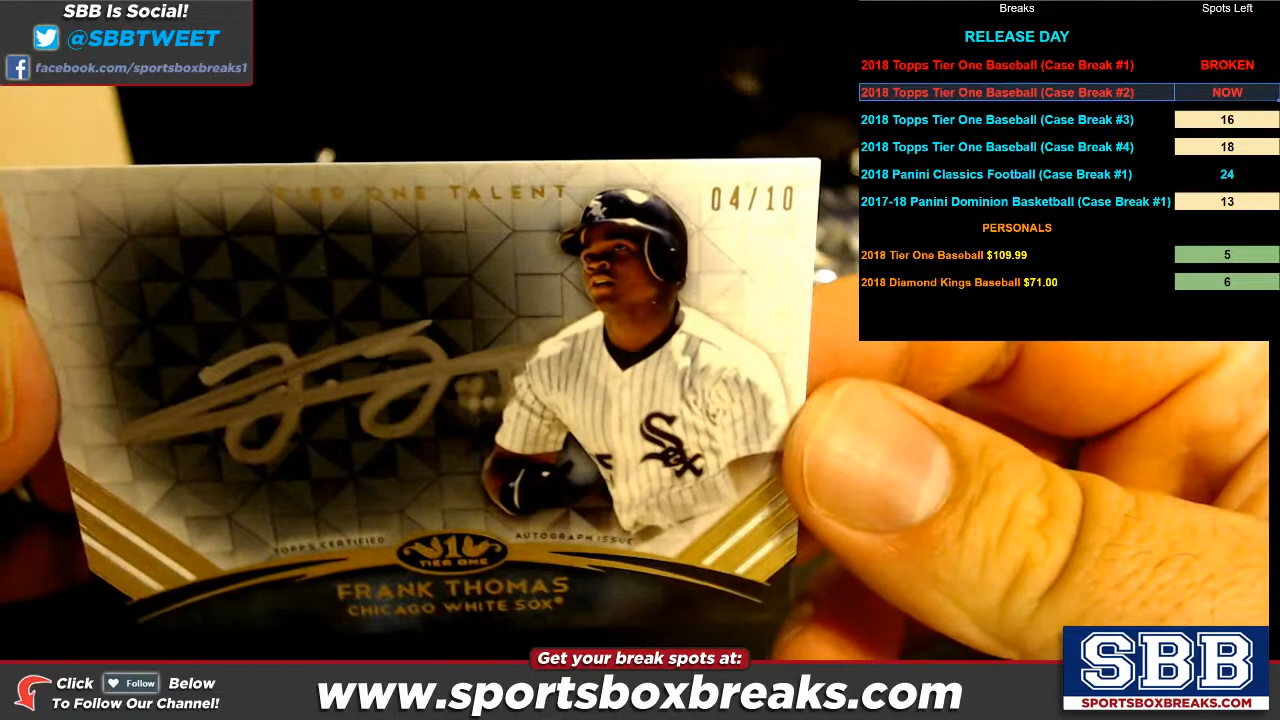 SBB Is Social!
@SBBTWEET
facebook.com/sportsboxbreaks1
Breaks Spots Left
RELEASE DAY
2018 Topps Tier One Baseball (Case Break #1) BROKEN
2018 Topps Tier One Baseball (Case Break #2) NOW
2018 Topps Tier One Baseball (Case Break #3) 16
2018 Topps Tier One Baseball (Case Break #4) 18
2018 Panini Classics Football (Case Break #1) 24
2017-18 Panini Dominion Basketball (Case Break #1) 13
PERSONALS
2018 Tier One Baseball $109.99 5
2018 Diamond Kings Baseball $71.00 6
TIER ONE TALENT
04/10
Sox
TOPPS CERTIFIED AUTOGRAPH ISSUE
1
TIER ONE
FRANK THOMAS
CHICAGO WHITE SOX®
Get your break spots at:
Click Follow Below
To Follow Our Channel!
www.sportsboxbreaks.com
SBB
SPORTSBOXBREAKS.COM